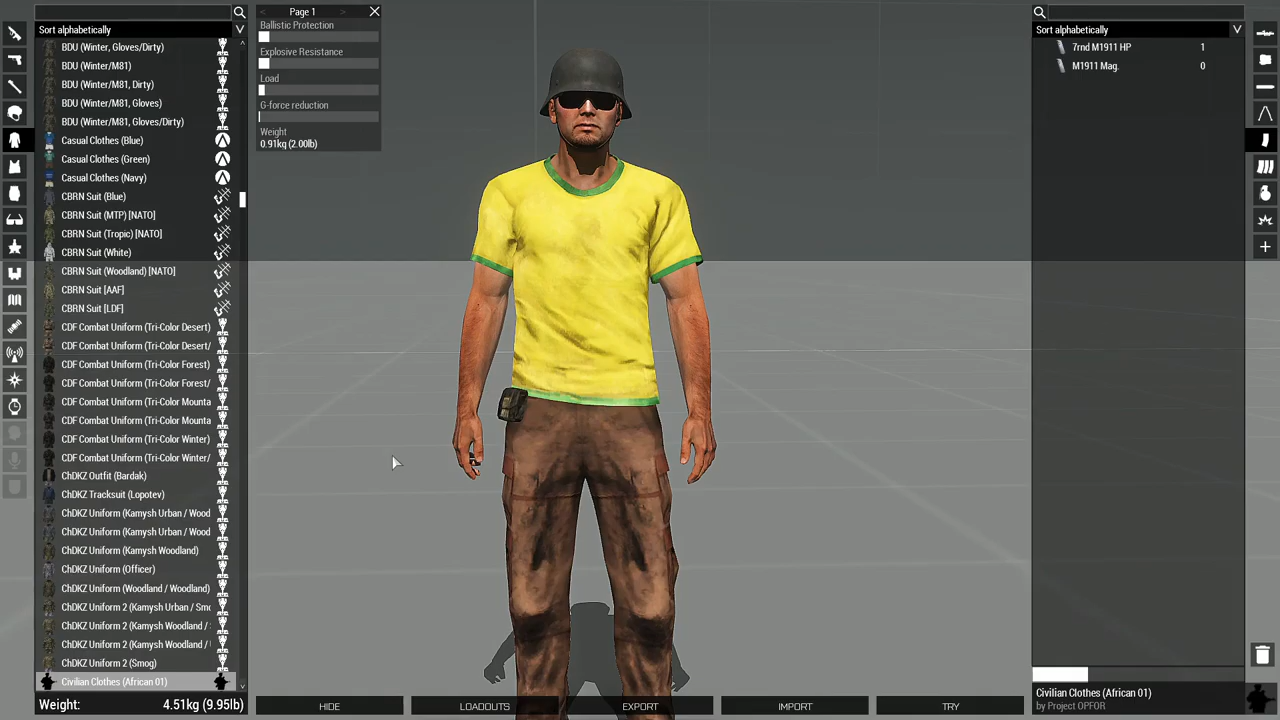 Sort alphabetically
BDU (Winter, Gloves/Dirty)
BDU (Winter/M81)
BDU (Winter/M81, Dirty)
BDU (Winter/M81, Gloves)
BDU (Winter/M81, Gloves/Dirty)
Casual Clothes (Blue)
Casual Clothes (Green)
Casual Clothes (Navy)
CBRN Suit (Blue)
CBRN Suit (MTP) [NATO]
CBRN Suit (Tropic) [NATO]
CBRN Suit (White)
CBRN Suit (Woodland) [NATO]
CBRN Suit [AAF]
CBRN Suit [LDF]
CDF Combat Uniform (Tri-Color Desert)
CDF Combat Uniform (Tri-Color Desert/
CDF Combat Uniform (Tri-Color Forest)
CDF Combat Uniform (Tri-Color Forest/
CDF Combat Uniform (Tri-Color Mounta
CDF Combat Uniform (Tri-Color Mounta
CDF Combat Uniform (Tri-Color Winter)
CDF Combat Uniform (Tri-Color Winter/
ChDKZ Outfit (Bardak)
ChDKZ Tracksuit (Lopotev)
ChDKZ Uniform (Kamysh Urban / Wood
ChDKZ Uniform (Kamysh Urban / Wood
ChDKZ Uniform (Kamysh Woodland)
ChDKZ Uniform (Officer)
ChDKZ Uniform (Woodland / Woodland)
ChDKZ Uniform 2 (Kamysh Urban / Smo
ChDKZ Uniform 2 (Kamysh Woodland /
ChDKZ Uniform 2 (Kamysh Woodland /
ChDKZ Uniform 2 (Smog)
Civilian Clothes (African 01)
Weight: 4.51kg (9.95lb)
< Page 1 >
Ballistic Protection
Explosive Resistance
Load
G-force reduction
Weight
0.91kg (2.00lb)
HIDE
LOADOUTS
EXPORT
IMPORT
TRY
Sort alphabetically
7rnd M1911 HP 1
M1911 Mag. 0
Civilian Clothes (African 01)
by Project OPFOR